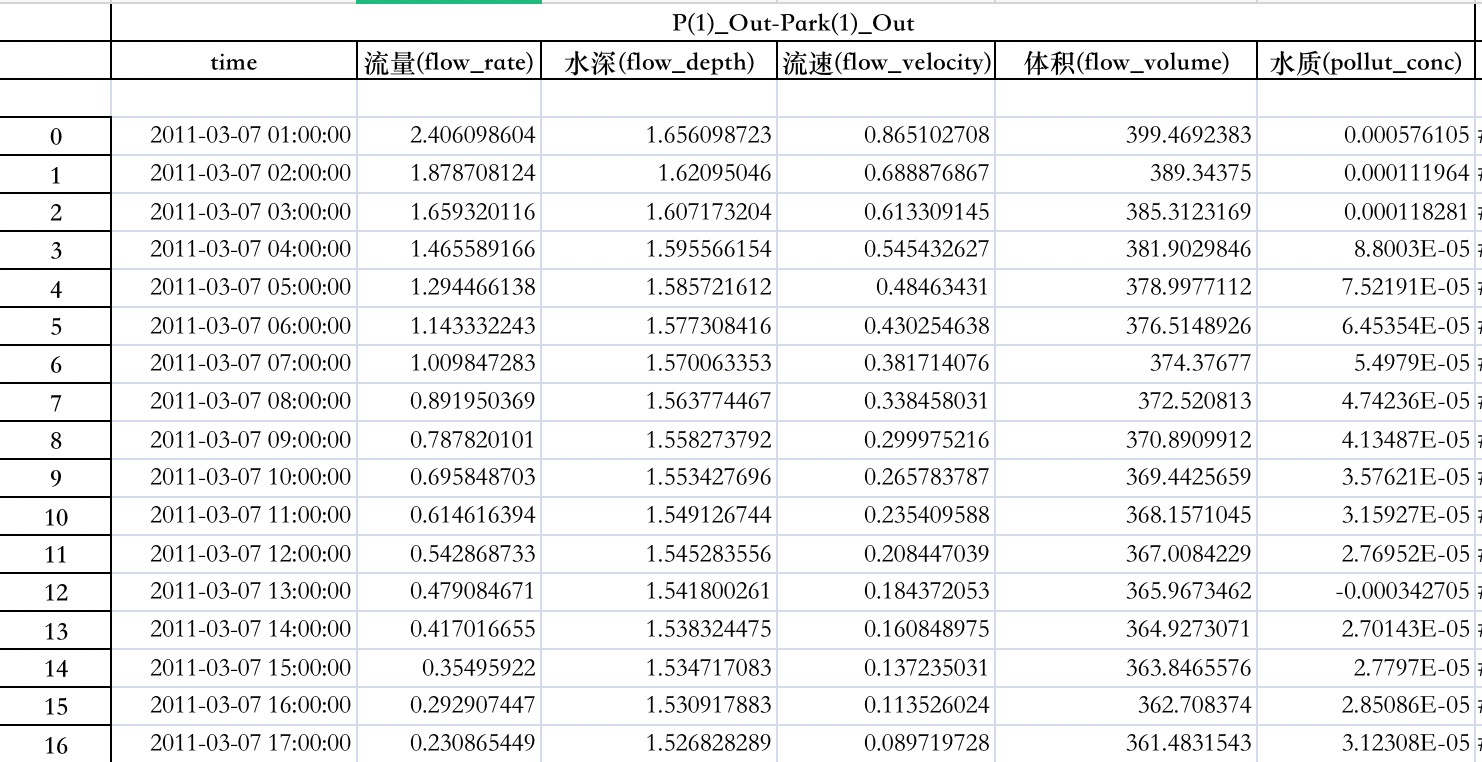 P(1)_Out-Park(1)_Out
time 流量(flow_rate) 水深(flow_depth) 流速(flow_velocity) 体积(flow_volume) 水质(pollut_conc)
0 2011-03-07 01:00:00 2.406098604 1.656098723 0.865102708 399.4692383 0.000576105
1 2011-03-07 02:00:00 1.878708124 1.62095046 0.688876867 389.34375 0.000111964
2 2011-03-07 03:00:00 1.659320116 1.607173204 0.613309145 385.3123169 0.000118281
3 2011-03-07 04:00:00 1.465589166 1.595566154 0.545432627 381.9029846 8.8003E-05
4 2011-03-07 05:00:00 1.294466138 1.585721612 0.48463431 378.9977112 7.52191E-05
5 2011-03-07 06:00:00 1.143332243 1.577308416 0.430254638 376.5148926 6.45354E-05
6 2011-03-07 07:00:00 1.009847283 1.570063353 0.381714076 374.37677 5.4979E-05
7 2011-03-07 08:00:00 0.891950369 1.563774467 0.338458031 372.520813 4.74236E-05
8 2011-03-07 09:00:00 0.787820101 1.558273792 0.299975216 370.8909912 4.13487E-05
9 2011-03-07 10:00:00 0.695848703 1.553427696 0.265783787 369.4425659 3.57621E-05
10 2011-03-07 11:00:00 0.614616394 1.549126744 0.235409588 368.1571045 3.15927E-05
11 2011-03-07 12:00:00 0.542868733 1.545283556 0.208447039 367.0084229 2.76952E-05
12 2011-03-07 13:00:00 0.479084671 1.541800261 0.184372053 365.9673462 -0.000342705
13 2011-03-07 14:00:00 0.417016655 1.538324475 0.160848975 364.9273071 2.70143E-05
14 2011-03-07 15:00:00 0.35495922 1.534717083 0.137235031 363.8465576 2.7797E-05
15 2011-03-07 16:00:00 0.292907447 1.530917883 0.113526024 362.708374 2.85086E-05
16 2011-03-07 17:00:00 0.230865449 1.526828289 0.089719728 361.4831543 3.12308E-05